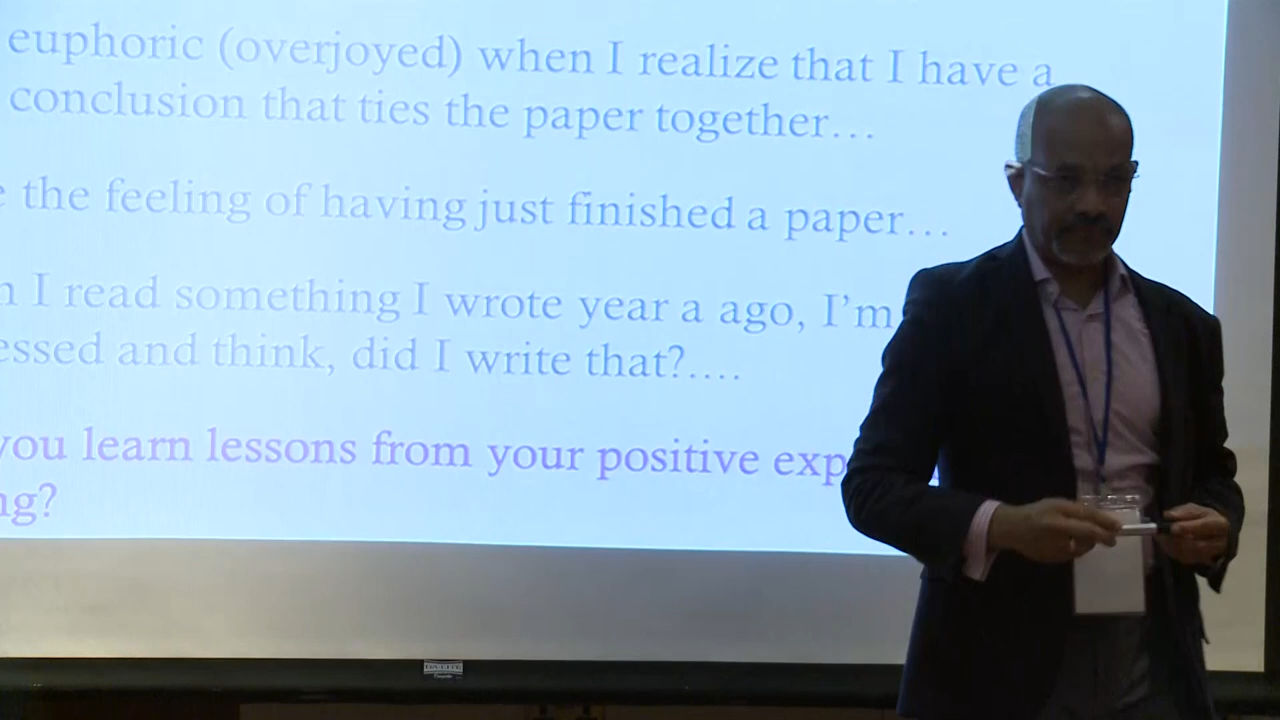 euphoric (overjoyed) when I realize that I have a
conclusion that ties the paper together…
the feeling of having just finished a paper…
I read something I wrote year a ago, I'm
essed and think, did I write that?....
you learn lessons from your positive exp
ng?
DA-LITE